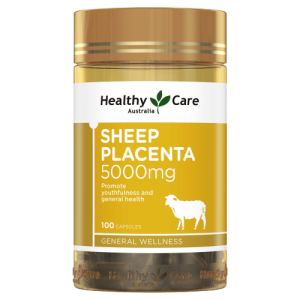 Healthy Care
Australia
SHEEP
PLACENTA
5000mg
Promote
youthfulness and
general health
100 CAPSULES
GENERAL WELLNESS